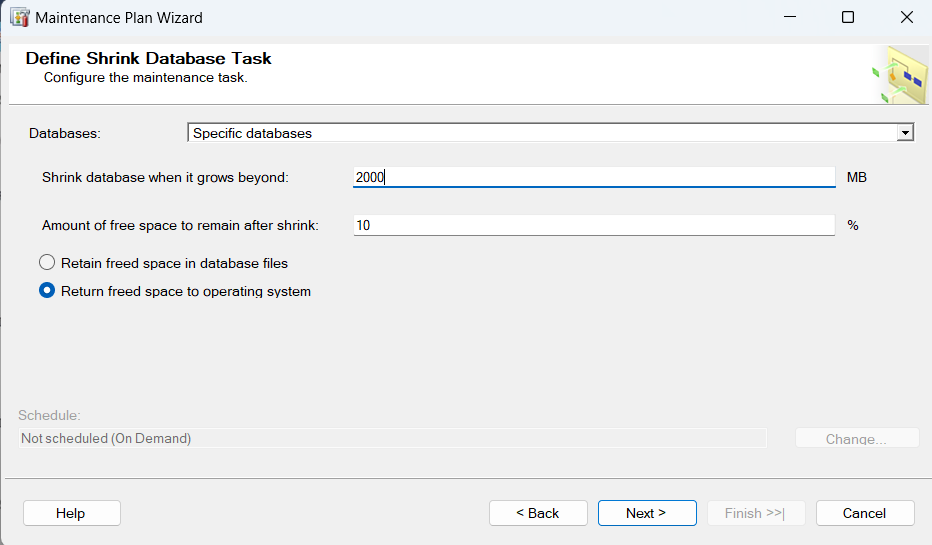 Maintenance Plan Wizard
Define Shrink Database Task
Configure the maintenance task.
Databases: Specific databases
Shrink database when it grows beyond: 2000 MB
Amount of free space to remain after shrink: 10 %
Retain freed space in database files
Return freed space to operating system
Schedule:
Not scheduled (On Demand) Change...
Help < Back Next > Finish >>| Cancel